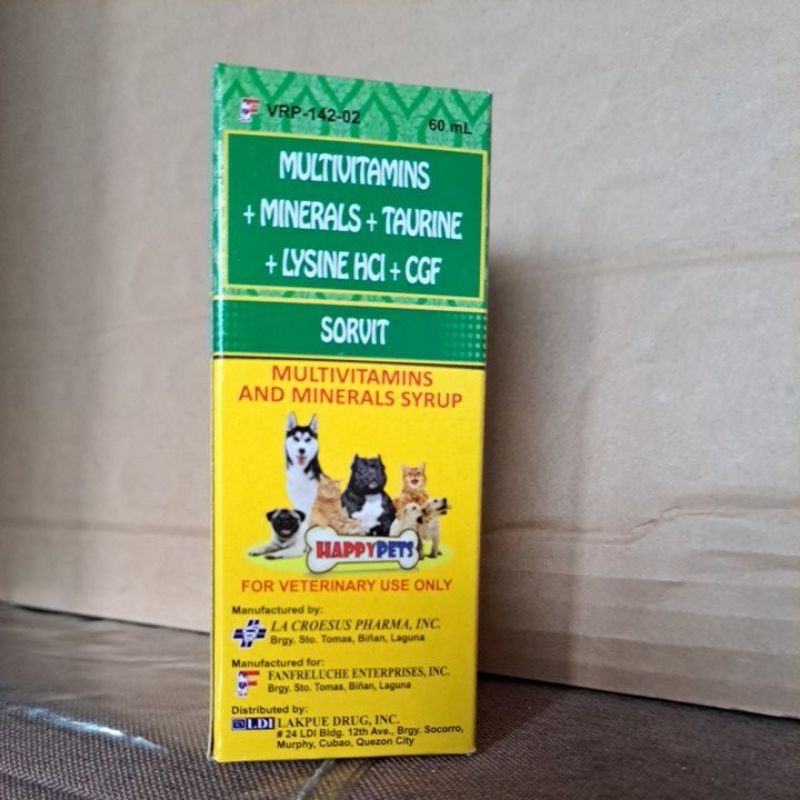 VRP-142-02
60 mL
MULTIVITAMINS
+ MINERALS + TAURINE
+ LYSINE HCl + CGF
SORVIT
MULTIVITAMINS
AND MINERALS SYRUP
HAPPYPETS
FOR VETERINARY USE ONLY
Manufactured by:
LA CROESUS PHARMA, INC.
Brgy. Sto. Tomas, Biñan, Laguna
Manufactured for:
FANFRELUCHE ENTERPRISES, INC.
Brgy. Sto. Tomas, Biñan, Laguna
Distributed by:
LDI LAKPUE DRUG, INC.
# 24 LDI Bldg. 12th Ave., Brgy. Socorro,
Murphy, Cubao, Quezon City